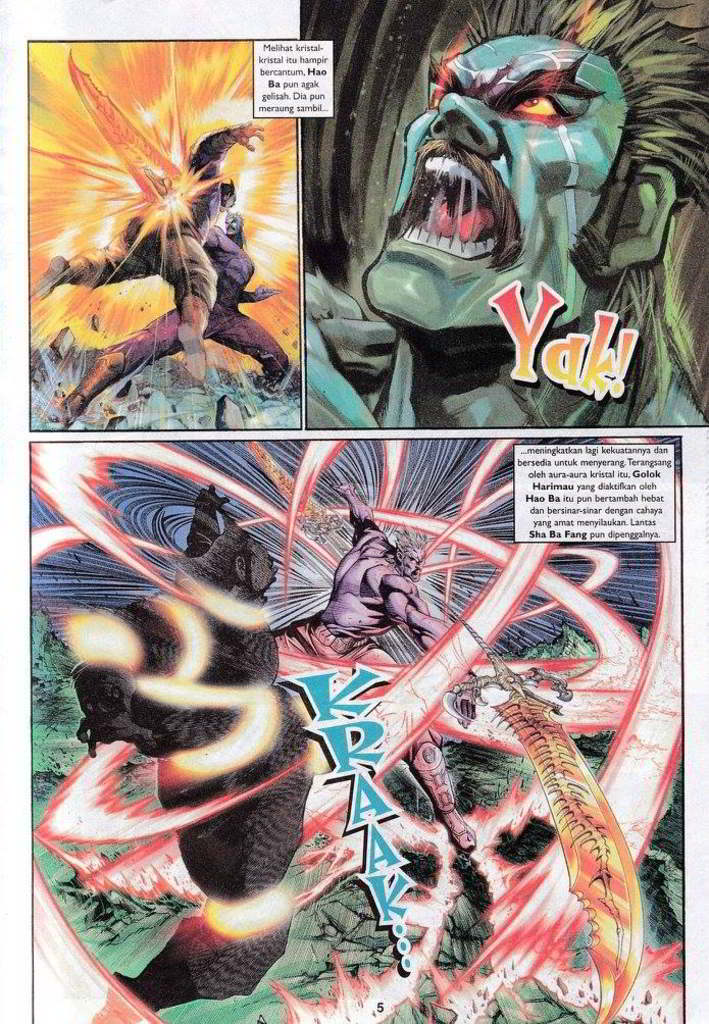 Melihat kristal-
kristal itu hampir
bercantum, Hao
Ba pun agak
gelisah. Dia pun
meraung sambil...
Yak!
...meningkatkan lagi kekuatannya dan
bersedia untuk menyerang. Terangsang
oleh aura-aura kristal itu, Golok
Harimau yang diaktifkan oleh
Hao Ba itu pun bertambah hebat
dan bersinar-sinar dengan cahaya
yang amat menyilaukan. Lantas
Sha Ba Fang pun dipenggalnya.
KRAAAK...
5